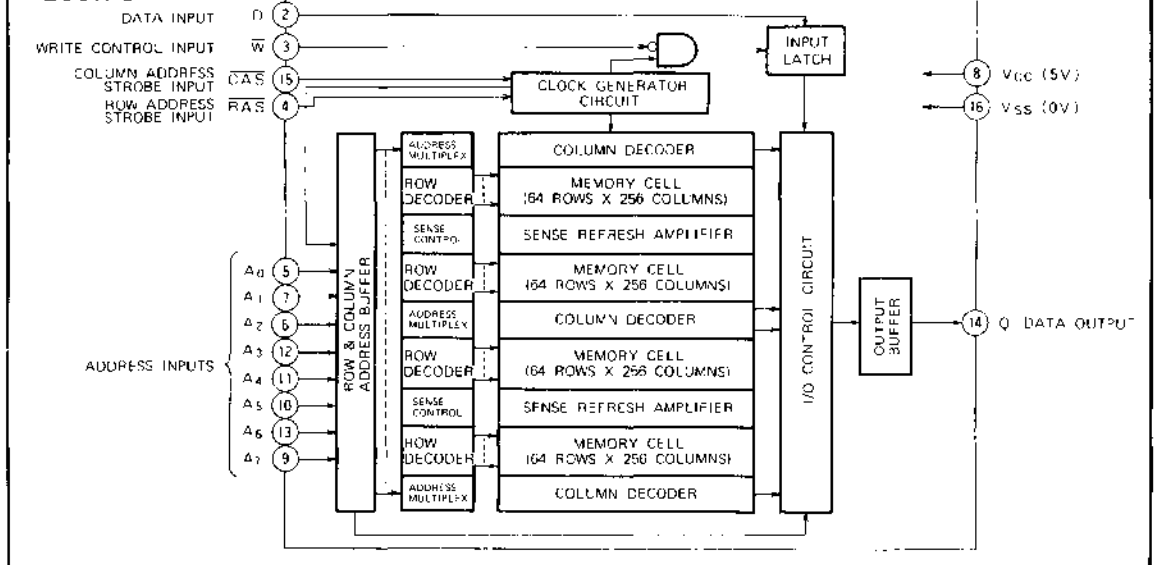 DATA INPUT D 2
WRITE CONTROL INPUT W 3
COLUMN ADDRESS
STROBE INPUT CAS 15
ROW ADDRESS
STROBE INPUT RAS 4
INPUT
LATCH
CLOCK GENERATOR
CIRCUIT
8 Vcc (5V)
16 Vss (0V)
ADDRESS
MULTIPLEX
COLUMN DECODER
ROW
DECODER
MEMORY CELL
(64 ROWS X 256 COLUMNS)
SENSE
CONTROL
SENSE REFRESH AMPLIFIER
ROW
DECODER
MEMORY CELL
(64 ROWS X 256 COLUMNS)
ADDRESS
MULTIPLEX
COLUMN DECODER
ROW
DECODER
MEMORY CELL
(64 ROWS X 256 COLUMNS)
SENSE
CONTROL
SENSE REFRESH AMPLIFIER
ROW
DECODER
MEMORY CELL
(64 ROWS X 256 COLUMNS)
ADDRESS
MULTIPLEX
COLUMN DECODER
ADDRESS INPUTS
A0 5
A1 7
A2 6
A3 12
A4 11
A5 10
A6 13
A7 9
ROW & COLUMN
ADDRESS BUFFER
I/O CONTROL CIRCUIT
OUTPUT
BUFFER
14 Q DATA OUTPUT